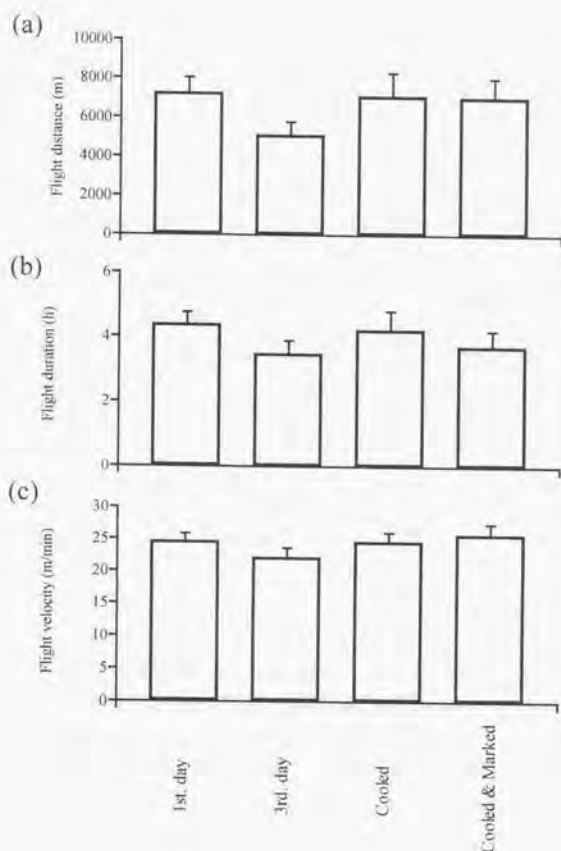 (a)
10000
8000
6000
4000
2000
0
Flight distance (m)
(b)
6
4
2
0
Flight duration (h)
(c)
30
25
20
15
10
5
0
Flight velocity (m/mm)
1st. day
3rd. day
Cooled
Cooled & Marked